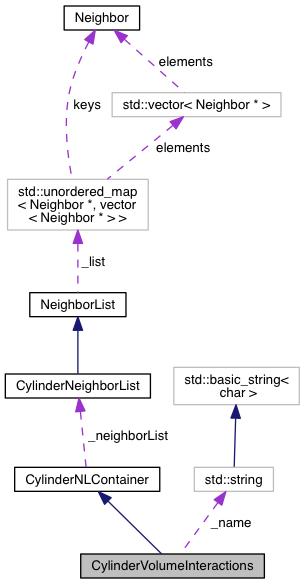 Neighbor
elements
keys
std::vector< Neighbor * >
elements
std::unordered_map
< Neighbor *, vector
< Neighbor * > >
_list
NeighborList
CylinderNeighborList
std::basic_string<
char >
_neighborList
CylinderNLContainer
std::string
_name
CylinderVolumeInteractions